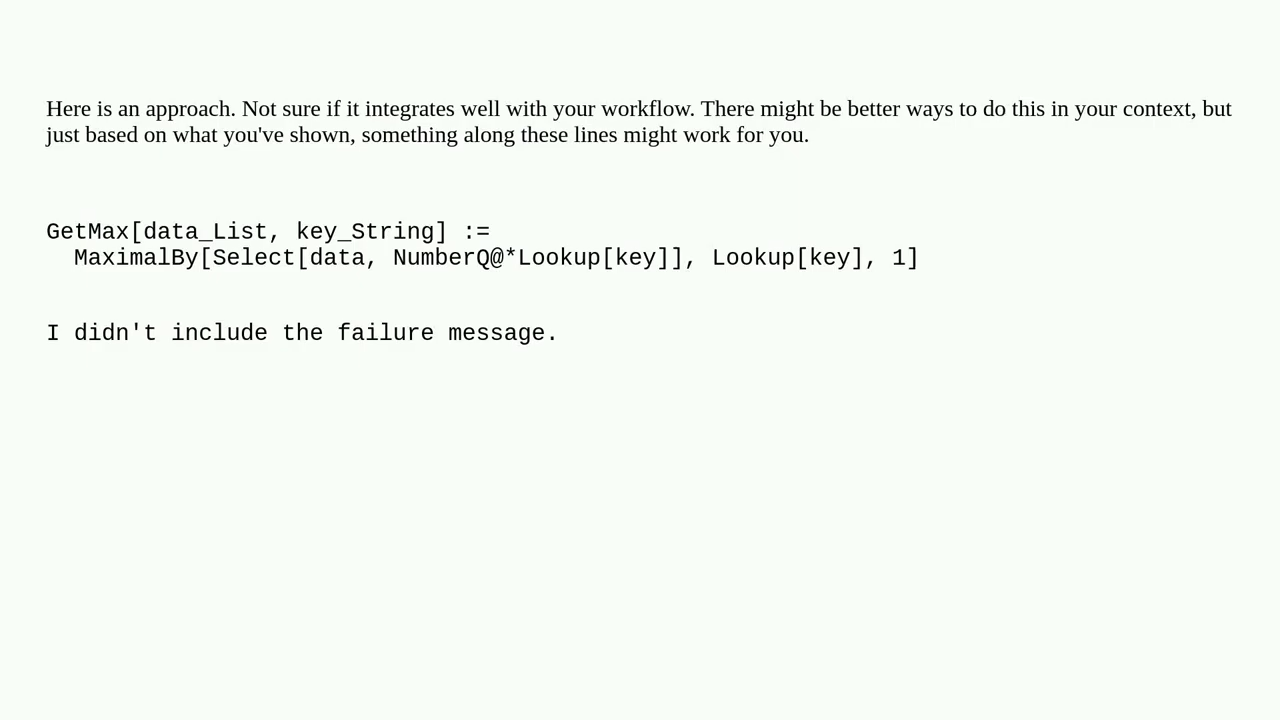 Here is an approach. Not sure if it integrates well with your workflow. There might be better ways to do this in your context, but
just based on what you've shown, something along these lines might work for you.
GetMax[data_List, key_String] :=
  MaximalBy[Select[data, NumberQ@*Lookup[key]], Lookup[key], 1]
I didn't include the failure message.